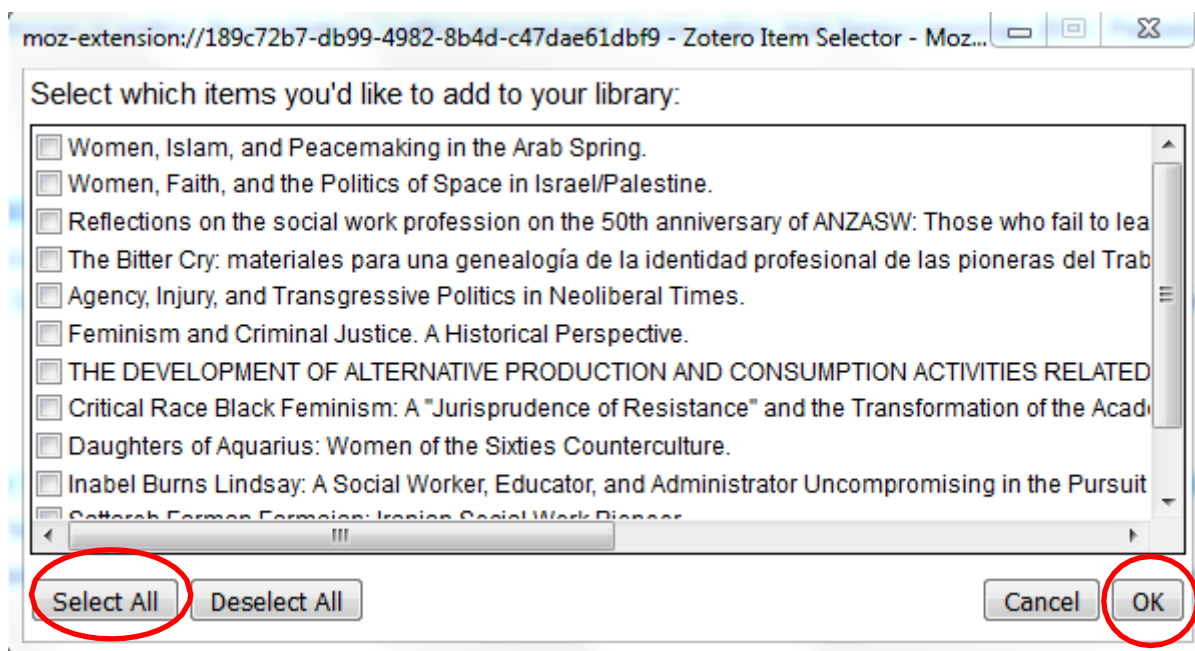 moz-extension://189c72b7-db99-4982-8b4d-c47dae61dbf9 - Zotero Item Selector - Moz...
Select which items you'd like to add to your library:
Women, Islam, and Peacemaking in the Arab Spring.
Women, Faith, and the Politics of Space in Israel/Palestine.
Reflections on the social work profession on the 50th anniversary of ANZASW: Those who fail to lea
The Bitter Cry: materiales para una genealogía de la identidad profesional de las pioneras del Trab
Agency, Injury, and Transgressive Politics in Neoliberal Times.
Feminism and Criminal Justice. A Historical Perspective.
THE DEVELOPMENT OF ALTERNATIVE PRODUCTION AND CONSUMPTION ACTIVITIES RELATED
Critical Race Black Feminism: A "Jurisprudence of Resistance" and the Transformation of the Acad
Daughters of Aquarius: Women of the Sixties Counterculture.
Inabel Burns Lindsay: A Social Worker, Educator, and Administrator Uncompromising in the Pursuit
Sattareh Farman Farmaian: Iranian Social Work Pioneer
Select All Deselect All Cancel OK